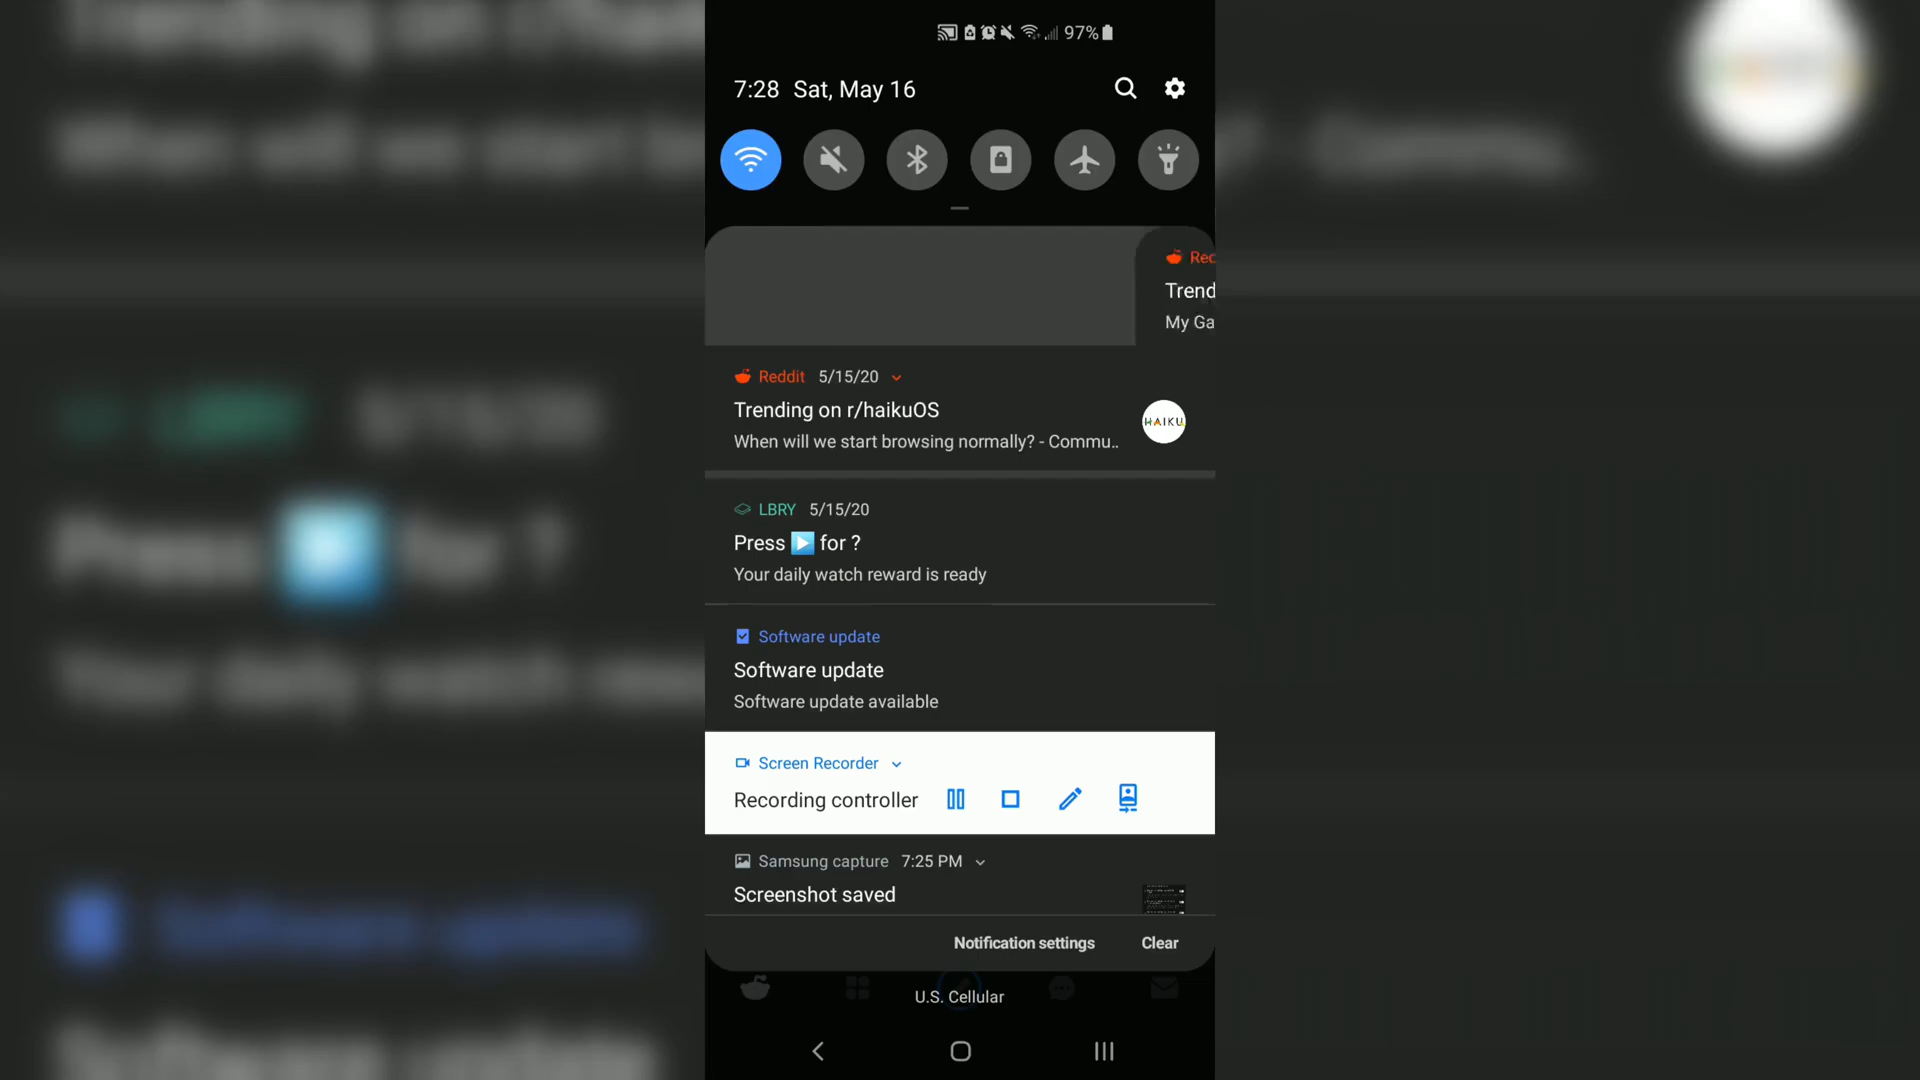 97%
7:28 Sat, May 16
Rec
Trend
My Ga
Reddit 5/15/20
Trending on r/haikuOS
When will we start browsing normally? - Commu..
HAIKU
LBRY 5/15/20
Press ▶ for ?
Your daily watch reward is ready
Software update
Software update
Software update available
Screen Recorder
Recording controller
Samsung capture 7:25 PM
Screenshot saved
Notification settings Clear
U.S. Cellular